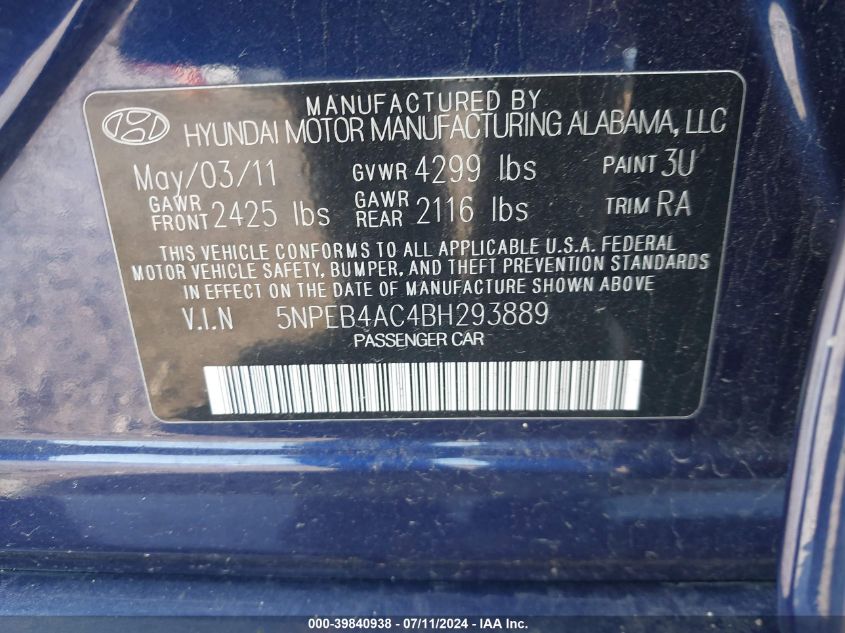 MANUFACTURED BY
HYUNDAI MOTOR MANUFACTURING ALABAMA, LLC
May/03/11 GVWR 4299 lbs PAINT 3U
GAWR FRONT 2425 lbs GAWR REAR 2116 lbs TRIM RA
THIS VEHICLE CONFORMS TO ALL APPLICABLE U.S.A. FEDERAL
MOTOR VEHICLE SAFETY, BUMPER, AND THEFT PREVENTION STANDARDS
IN EFFECT ON THE DATE OF MANUFACTURE SHOWN ABOVE.
V.I.N 5NPEB4AC4BH293889
PASSENGER CAR
000-39840938 - 07/11/2024 - IAA Inc.